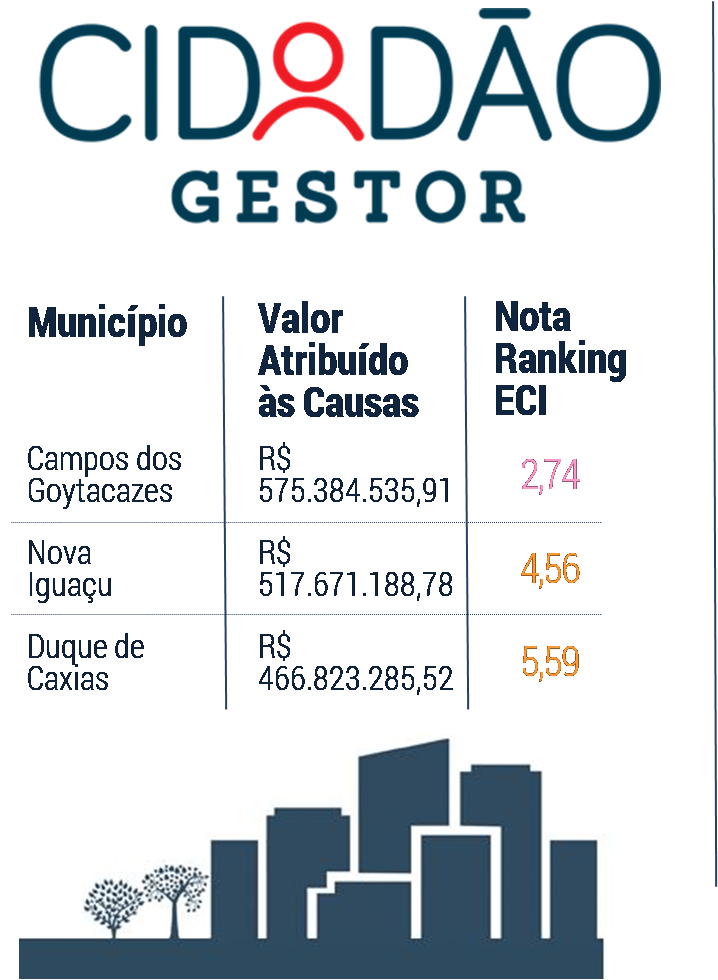 CIDADÃO
GESTOR
Município
Valor
Atribuído
às Causas
Nota
Ranking
ECI
Campos dos
Goytacazes
R$
575.384.535,91
2,74
Nova
Iguaçu
R$
517.671.188,78
4,56
Duque de
Caxias
R$
466.823.285,52
5,59